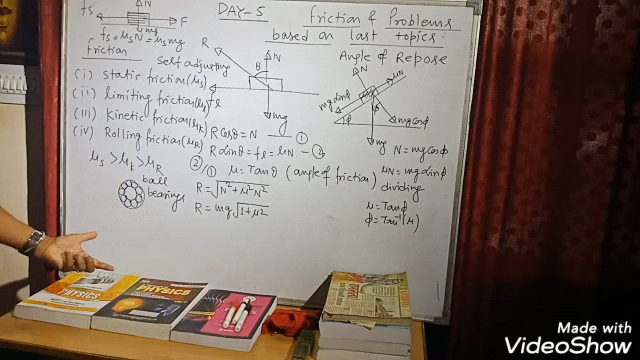 DAY-5
Friction & Problems
based on last topics:
fs
N
F
mg
fs = μsN = μsmg
friction
Self adjusting
(i) static friction (μs)
(ii) limiting friction (μl)
(iii) Kinetic friction (μK)
(iv) Rolling friction (μR)
μs > μk > μR
ball
bearings
R
θ
N
fl
mg
R Cosθ = N — ①
R sinθ = fl = μN — ②
②/① μ = Tanθ (angle of friction)
R = √N²+μ²N²
R = mg√1+μ²
Angle of Repose
N
μN
mg sinφ
φ
mg cosφ
mg
N = mg cosφ
μN = mg sinφ
dividing
μ = Tanφ
φ = Tan⁻¹(μ)
PHYSICS
PHYSICS
PHYSICS
Made with
VideoShow